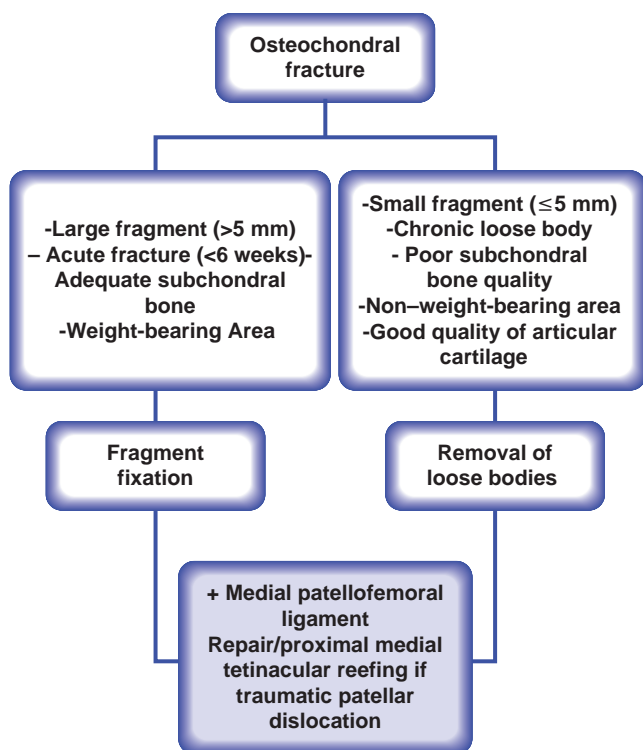 Osteochondral
fracture
-Large fragment (>5 mm)
– Acute fracture (<6 weeks)-
Adequate subchondral
bone
-Weight-bearing Area
-Small fragment (≤5 mm)
-Chronic loose body
- Poor subchondral
bone quality
-Non–weight-bearing area
-Good quality of articular
cartilage
Fragment
fixation
Removal of
loose bodies
+ Medial patellofemoral
ligament
Repair/proximal medial
tetinacular reefing if
traumatic patellar
dislocation